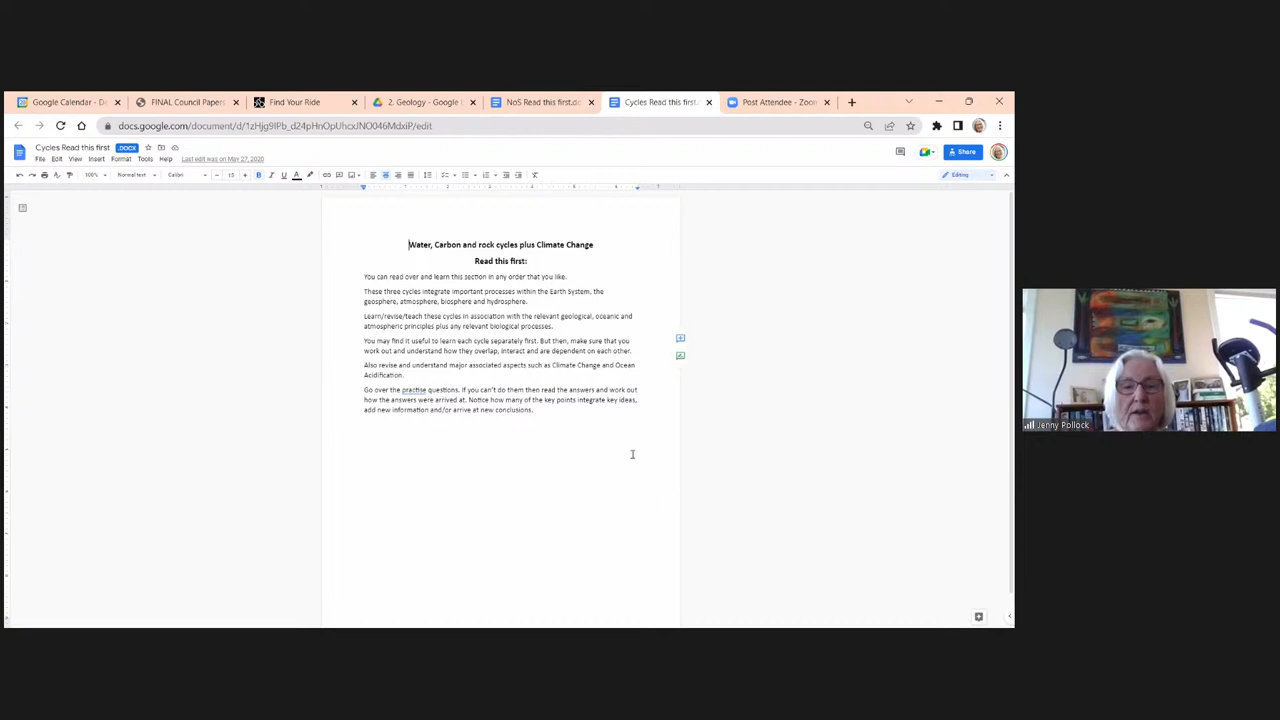 Google Calendar - De
FINAL Council Papers
Find Your Ride
2. Geology - Google D
NoS Read this first.do
Cycles Read this first.
Post Attendee - Zoom
docs.google.com/document/d/1zHjg9IPb_d24pHnOpUhcxJNO046MdxiP/edit
Cycles Read this first .DOCX
File Edit View Insert Format Tools Help Last edit was on May 27, 2020
Share
100% Normal text Calibri 15 Editing
Water, Carbon and rock cycles plus Climate Change
Read this first:
You can read over and learn this section in any order that you like.
These three cycles integrate important processes within the Earth System, the
geosphere, atmosphere, biosphere and hydrosphere.
Learn/revise/teach these cycles in association with the relevant geological, oceanic and
atmospheric principles plus any relevant biological processes.
You may find it useful to learn each cycle separately first. But then, make sure that you
work out and understand how they overlap, interact and are dependent on each other.
Also revise and understand major associated aspects such as Climate Change and Ocean
Acidification.
Go over the practise questions. If you can't do them then read the answers and work out
how the answers were arrived at. Notice how many of the key points integrate key ideas,
add new information and/or arrive at new conclusions.
Jenny Pollock